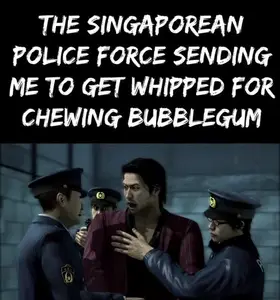 THE SINGAPOREAN
POLICE FORCE SENDING
ME TO GET WHIPPED FOR
CHEWING BUBBLEGUM